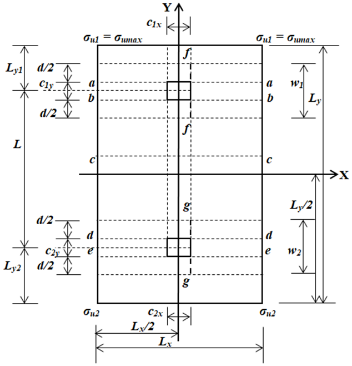 c1x Y
σu1 = σumax σu1 = σumax
f
Ly1 d/2 w1
c1y a a Ly
b b
d/2
f
L
c c
X
g Ly/2
d/2
d d
c2y e e w2
Ly2 d/2
g
σu2 c2x σu2
Lx/2
Lx